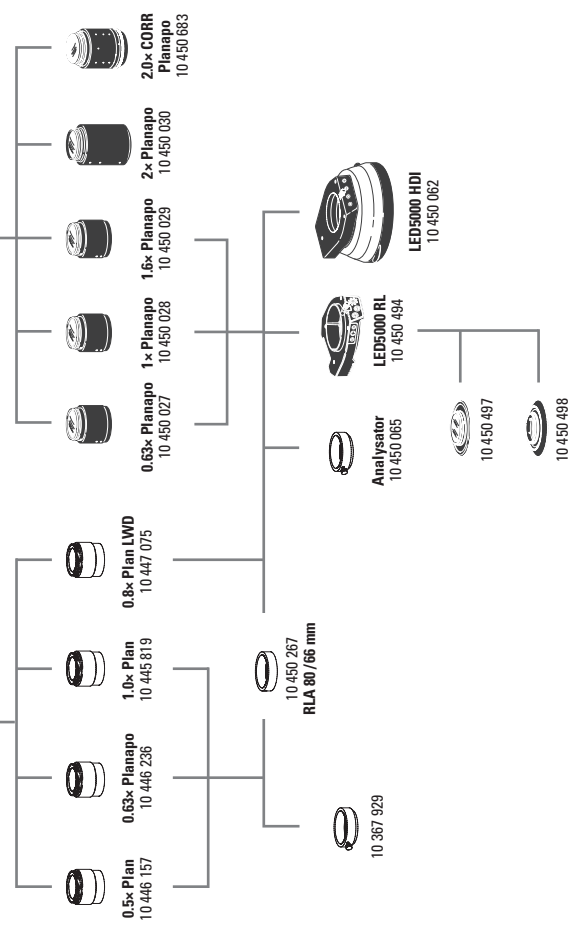 0.5× Plan
10 446 157
0.63× Planapo
10 446 236
1.0× Plan
10 445 819
0.8× Plan LWD
10 447 075
0.63× Planapo
10 450 027
1× Planapo
10 450 028
1.6× Planapo
10 450 029
2× Planapo
10 450 030
2.0× CORR
Planapo
10 450 683
10 450 267
RLA 80/66 mm
10 367 929
Analysator
10 450 065
LED5000 RL
10 450 494
LED5000 HDI
10 450 062
10 450 497
10 450 498